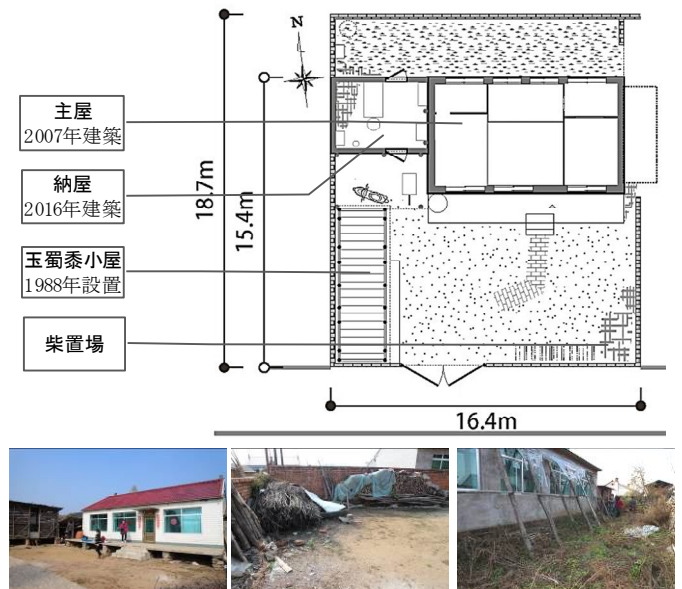 N
主屋
2007年建築
納屋
2016年建築
玉蜀黍小屋
1988年設置
柴置場
18.7m
15.4m
16.4m